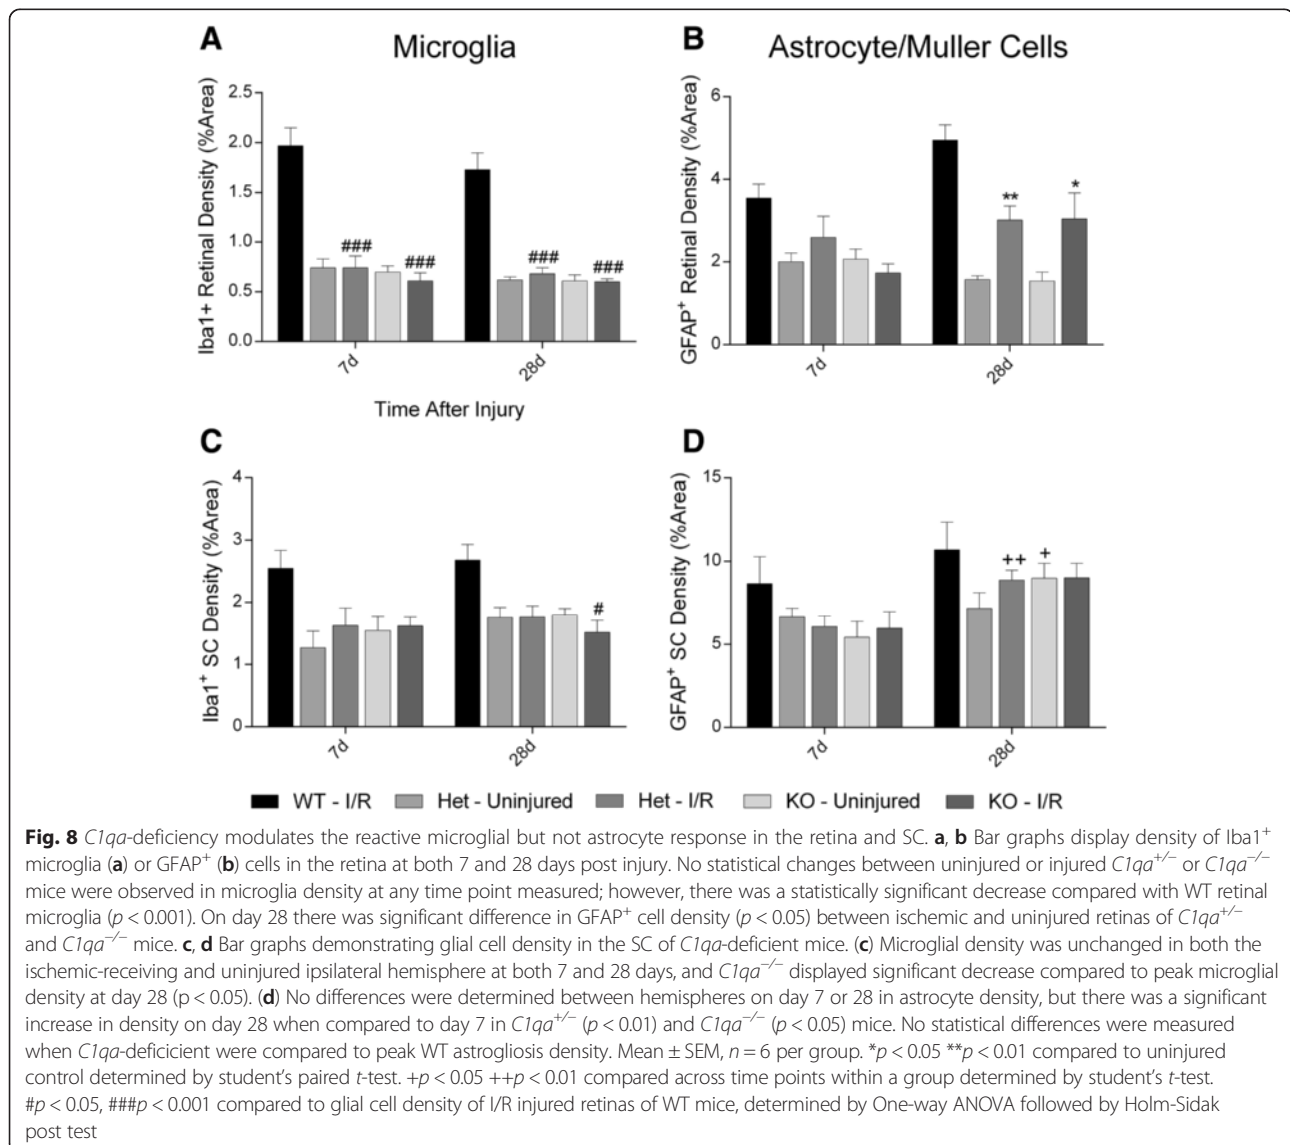 A
Microglia
B
Astrocyte/Muller Cells
Iba1+ Retinal Density (%Area)
2.5
2.0
1.5
1.0
0.5
0.0
###
###
###
###
7d
28d
Time After Injury
GFAP⁺ Retinal Density (%Area)
6
4
2
0
**
*
7d
28d
C
D
Iba1⁺ SC Density (%Area)
4
3
2
1
0
#
7d
28d
GFAP⁺ SC Density (%Area)
15
10
5
0
++
+
7d
28d
WT - I/R Het - Uninjured Het - I/R KO - Uninjured KO - I/R
Fig. 8 C1qa-deficiency modulates the reactive microglial but not astrocyte response in the retina and SC. a, b Bar graphs display density of Iba1⁺
microglia (a) or GFAP⁺ (b) cells in the retina at both 7 and 28 days post injury. No statistical changes between uninjured or injured C1qa⁺/⁻ or C1qa⁻/⁻
mice were observed in microglia density at any time point measured; however, there was a statistically significant decrease compared with WT retinal
microglia (p < 0.001). On day 28 there was significant difference in GFAP⁺ cell density (p < 0.05) between ischemic and uninjured retinas of C1qa⁺/⁻
and C1qa⁻/⁻ mice. c, d Bar graphs demonstrating glial cell density in the SC of C1qa-deficient mice. (c) Microglial density was unchanged in both the
ischemic-receiving and uninjured ipsilateral hemisphere at both 7 and 28 days, and C1qa⁻/⁻ displayed significant decrease compared to peak microglial
density at day 28 (p < 0.05). (d) No differences were determined between hemispheres on day 7 or 28 in astrocyte density, but there was a significant
increase in density on day 28 when compared to day 7 in C1qa⁺/⁻ (p < 0.01) and C1qa⁻/⁻ (p < 0.05) mice. No statistical differences were measured
when C1qa-deficicient were compared to peak WT astrogliosis density. Mean ± SEM, n = 6 per group. *p < 0.05 **p < 0.01 compared to uninjured
control determined by student's paired t-test. +p < 0.05 ++p < 0.01 compared across time points within a group determined by student's t-test.
#p < 0.05, ###p < 0.001 compared to glial cell density of I/R injured retinas of WT mice, determined by One-way ANOVA followed by Holm-Sidak
post test